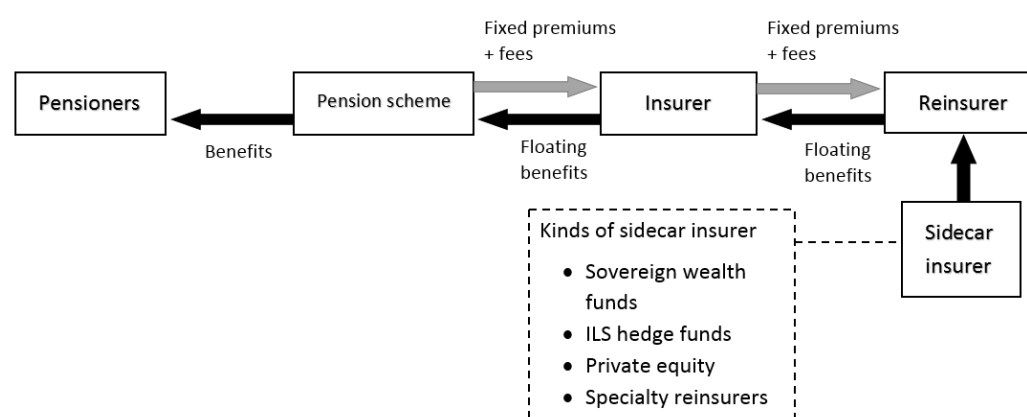 Fixed premiums
+ fees
Fixed premiums
+ fees
Pensioners
Pension scheme
Insurer
Reinsurer
Benefits
Floating
benefits
Floating
benefits
Kinds of sidecar insurer
• Sovereign wealth
funds
• ILS hedge funds
• Private equity
• Specialty reinsurers
Sidecar
insurer